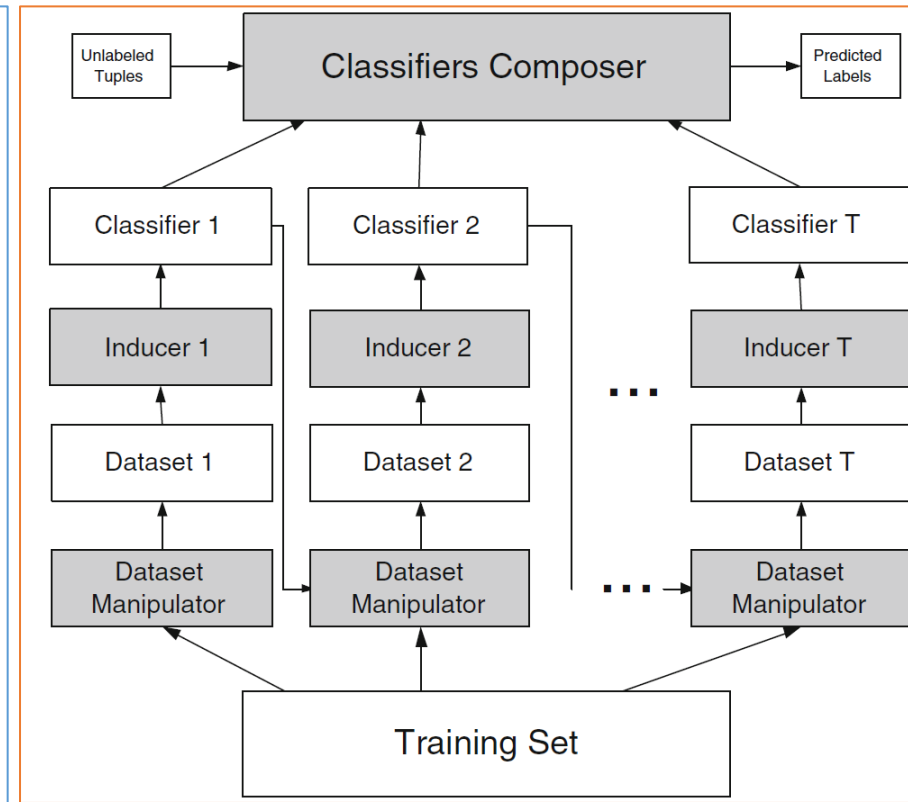 Unlabeled
Tuples
Classifiers Composer
Predicted
Labels
Classifier 1
Classifier 2
Classifier T
Inducer 1
Inducer 2
Inducer T
...
Dataset 1
Dataset 2
Dataset T
Dataset
Manipulator
Dataset
Manipulator
...
Dataset
Manipulator
Training Set